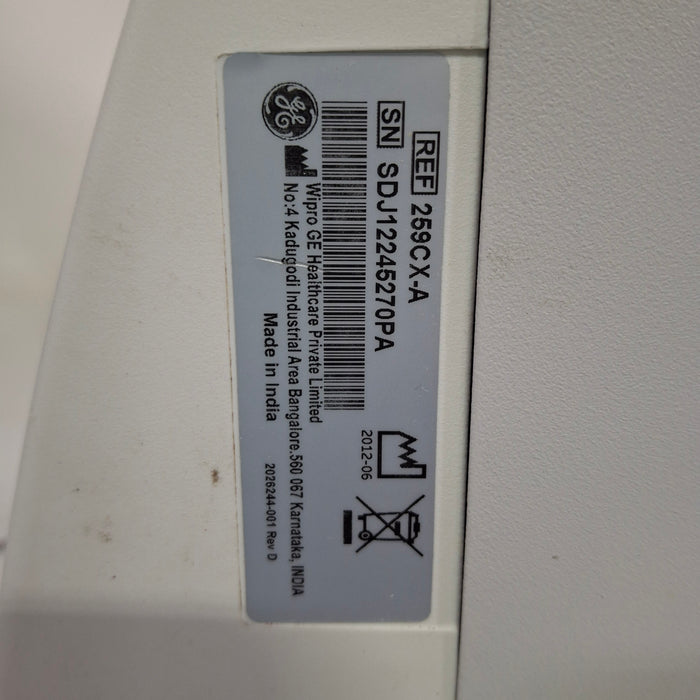 REF 259CX-A
SN SDJ12245270PA
2012-06
GE
Wipro GE Healthcare Private Limited
No:4 Kadugodi Industrial Area Bangalore.560 067 Karnataka, INDIA
Made in India
2026244-001 Rev D